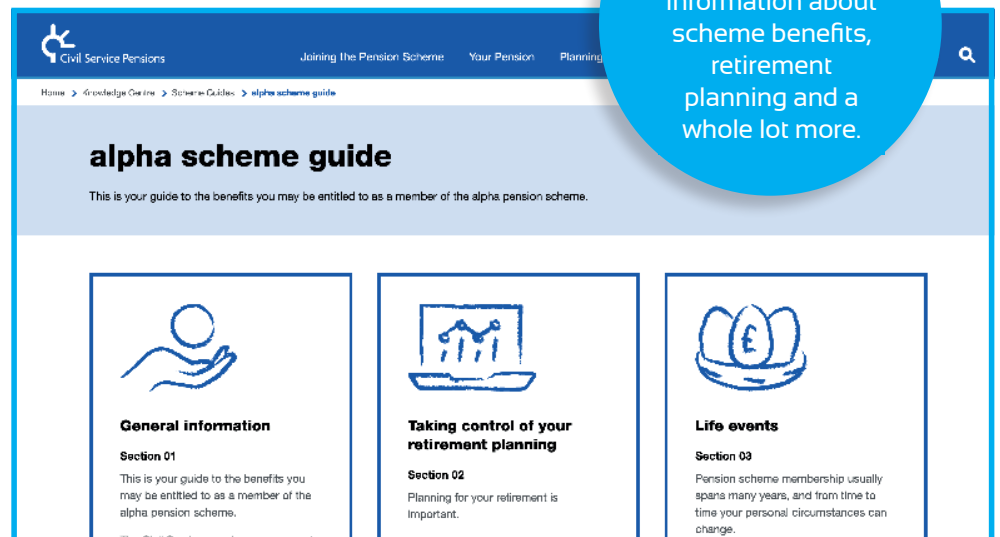 information about
scheme benefits,
retirement
planning and a
whole lot more.
Civil Service Pensions
Joining the Pension Scheme Your Pension Planning
Home > Knowledge Centre > Scheme Guides > alpha scheme guide
alpha scheme guide
This is your guide to the benefits you may be entitled to as a member of the alpha pension scheme.
General information
Section 01
This is your guide to the benefits you
may be entitled to as a member of the
alpha pension scheme.
Taking control of your
retirement planning
Section 02
Planning for your retirement is
important.
£
Life events
Section 03
Pension scheme membership usually
spans many years, and from time to
time your personal circumstances can
change.